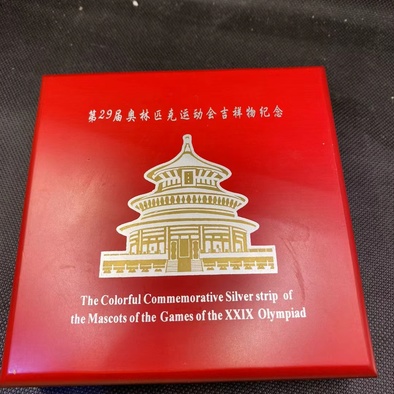 第29届奥林匹克运动会吉祥物纪念
The Colorful Commemorative Silver strip of
the Mascots of the Games of the XXIX Olympiad